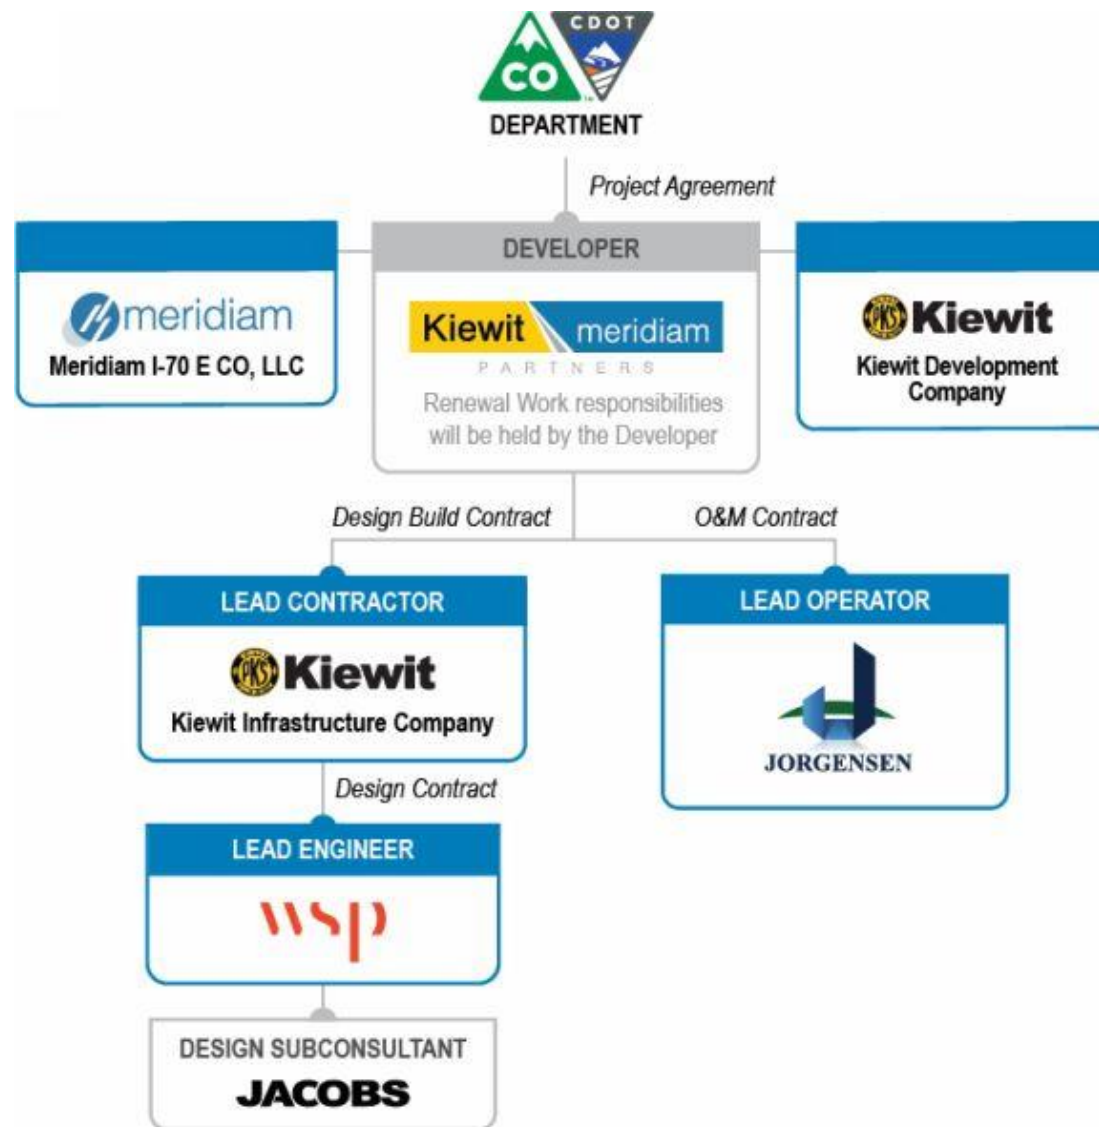 CDOT
CO
DEPARTMENT
Project Agreement
meridiam
Meridiam I-70 E CO, LLC
DEVELOPER
Kiewit meridiam
PARTNERS
Renewal Work responsibilities
will be held by the Developer
PKS Kiewit
Kiewit Development
Company
Design Build Contract
O&M Contract
LEAD CONTRACTOR
PKS Kiewit
Kiewit Infrastructure Company
LEAD OPERATOR
JORGENSEN
Design Contract
LEAD ENGINEER
wsp
DESIGN SUBCONSULTANT
JACOBS